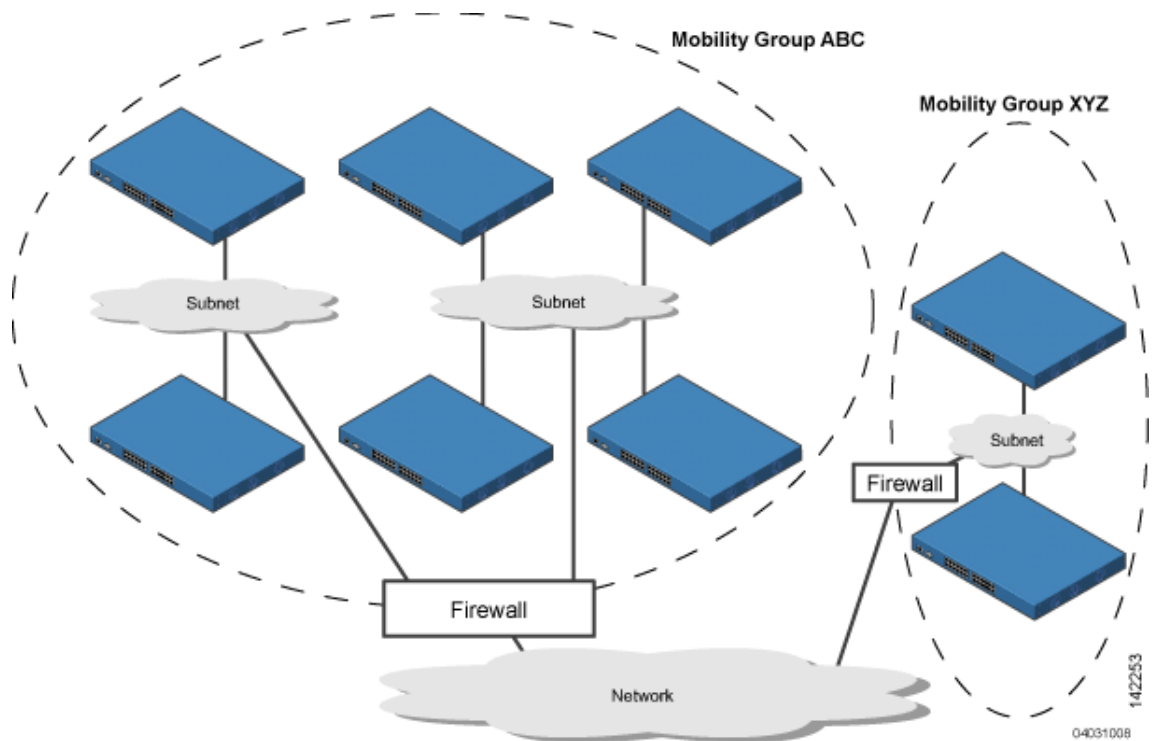 Mobility Group ABC
Mobility Group XYZ
Subnet
Subnet
Subnet
Firewall
Firewall
Network
142253
04031008